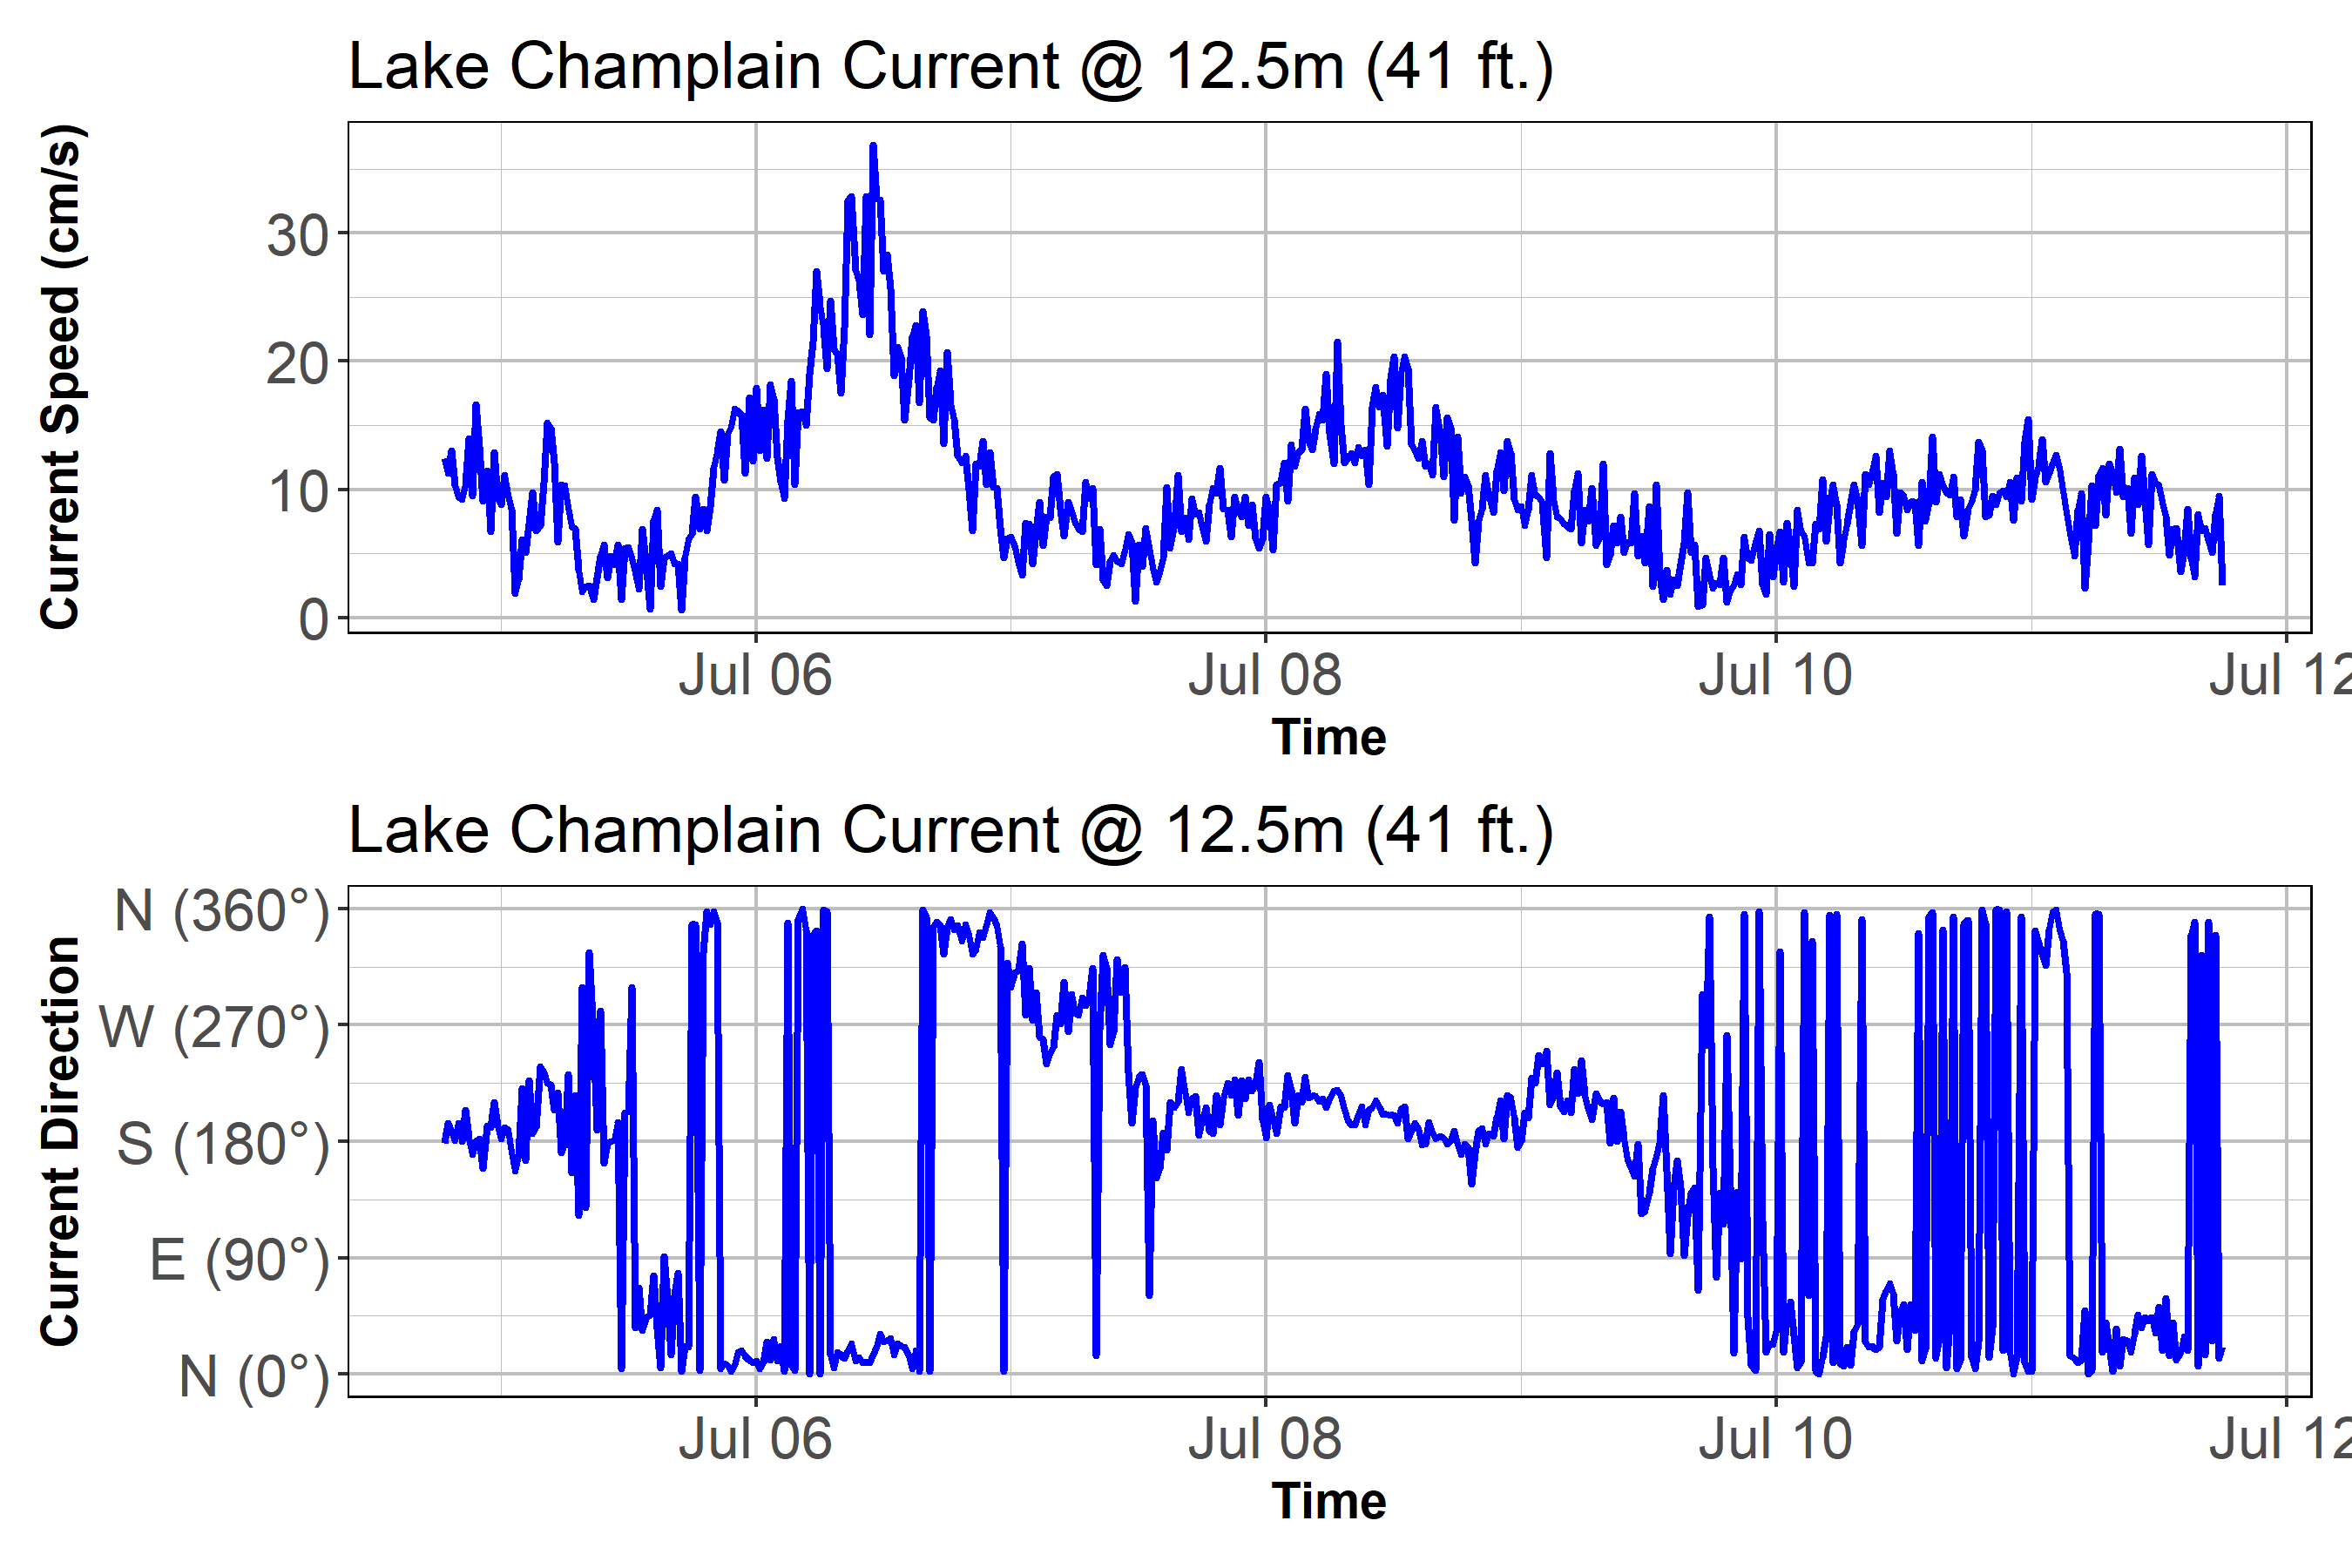 Lake Champlain Current @ 12.5m (41 ft.)
Current Speed (cm/s)
30
20
10
0
Jul 06 Jul 08 Jul 10 Jul 12
Time
Lake Champlain Current @ 12.5m (41 ft.)
Current Direction
N (360°)
W (270°)
S (180°)
E (90°)
N (0°)
Jul 06 Jul 08 Jul 10 Jul 12
Time